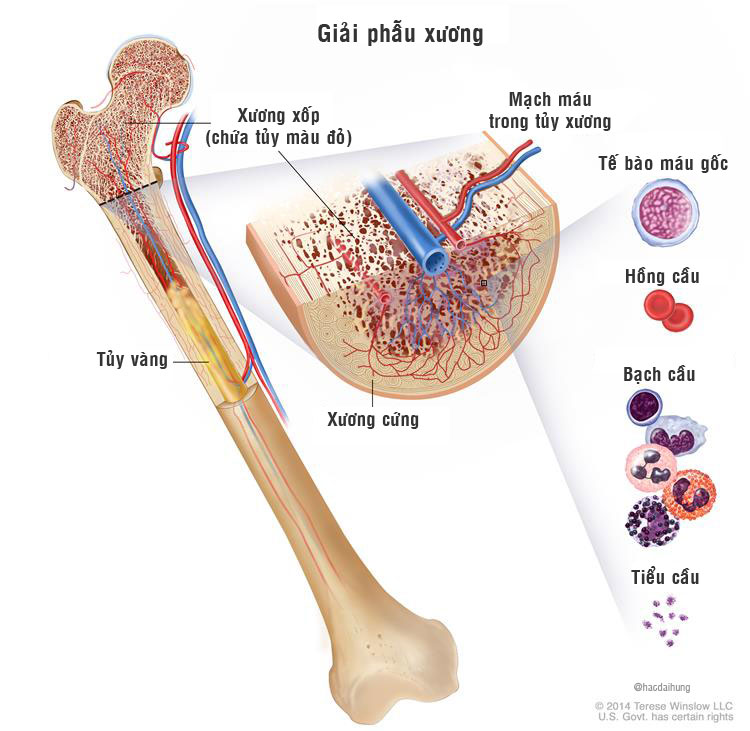 Giải phẫu xương
Xương xốp
(chứa tủy màu đỏ)
Mạch máu
trong tủy xương
Tế bào máu gốc
Hồng cầu
Tủy vàng
Bạch cầu
Xương cứng
Tiểu cầu
@hacdaihung
© 2014 Terese Winslow LLC
U.S. Govt. has certain rights